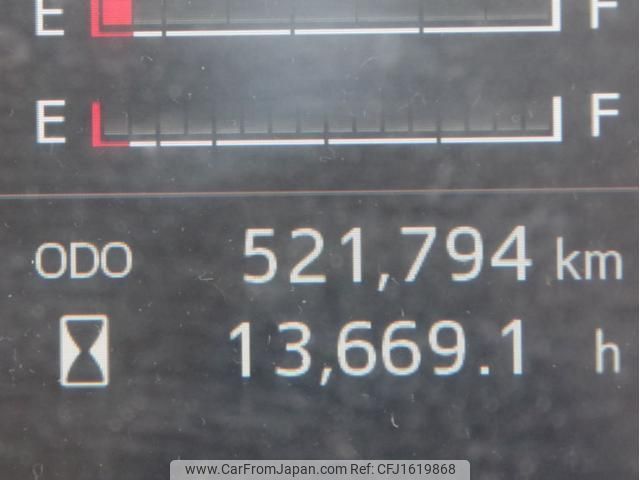 E F
E F
ODO 521,794 km
13,669.1 h
www.CarFromJapan.com Ref:CFJ1619868